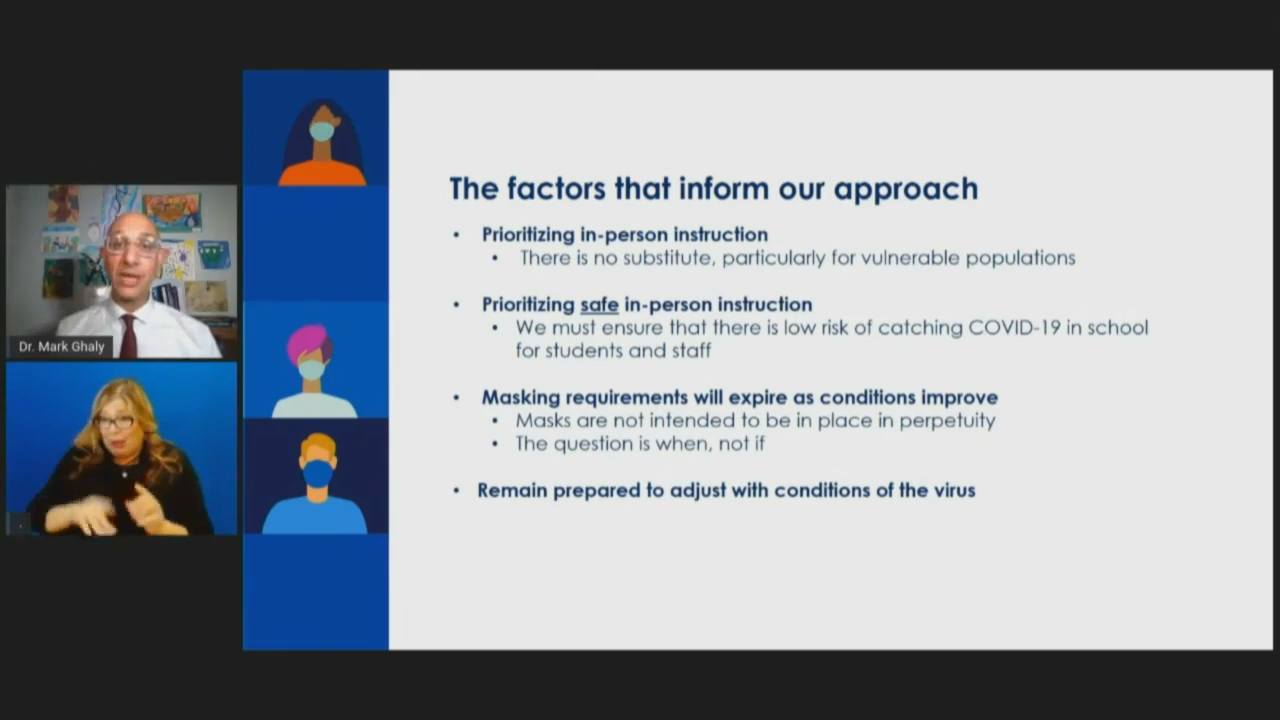 The factors that inform our approach
• Prioritizing in-person instruction
• There is no substitute, particularly for vulnerable populations
• Prioritizing safe in-person instruction
• We must ensure that there is low risk of catching COVID-19 in school
for students and staff
• Masking requirements will expire as conditions improve
• Masks are not intended to be in place in perpetuity
• The question is when, not if
• Remain prepared to adjust with conditions of the virus
Dr. Mark Ghaly